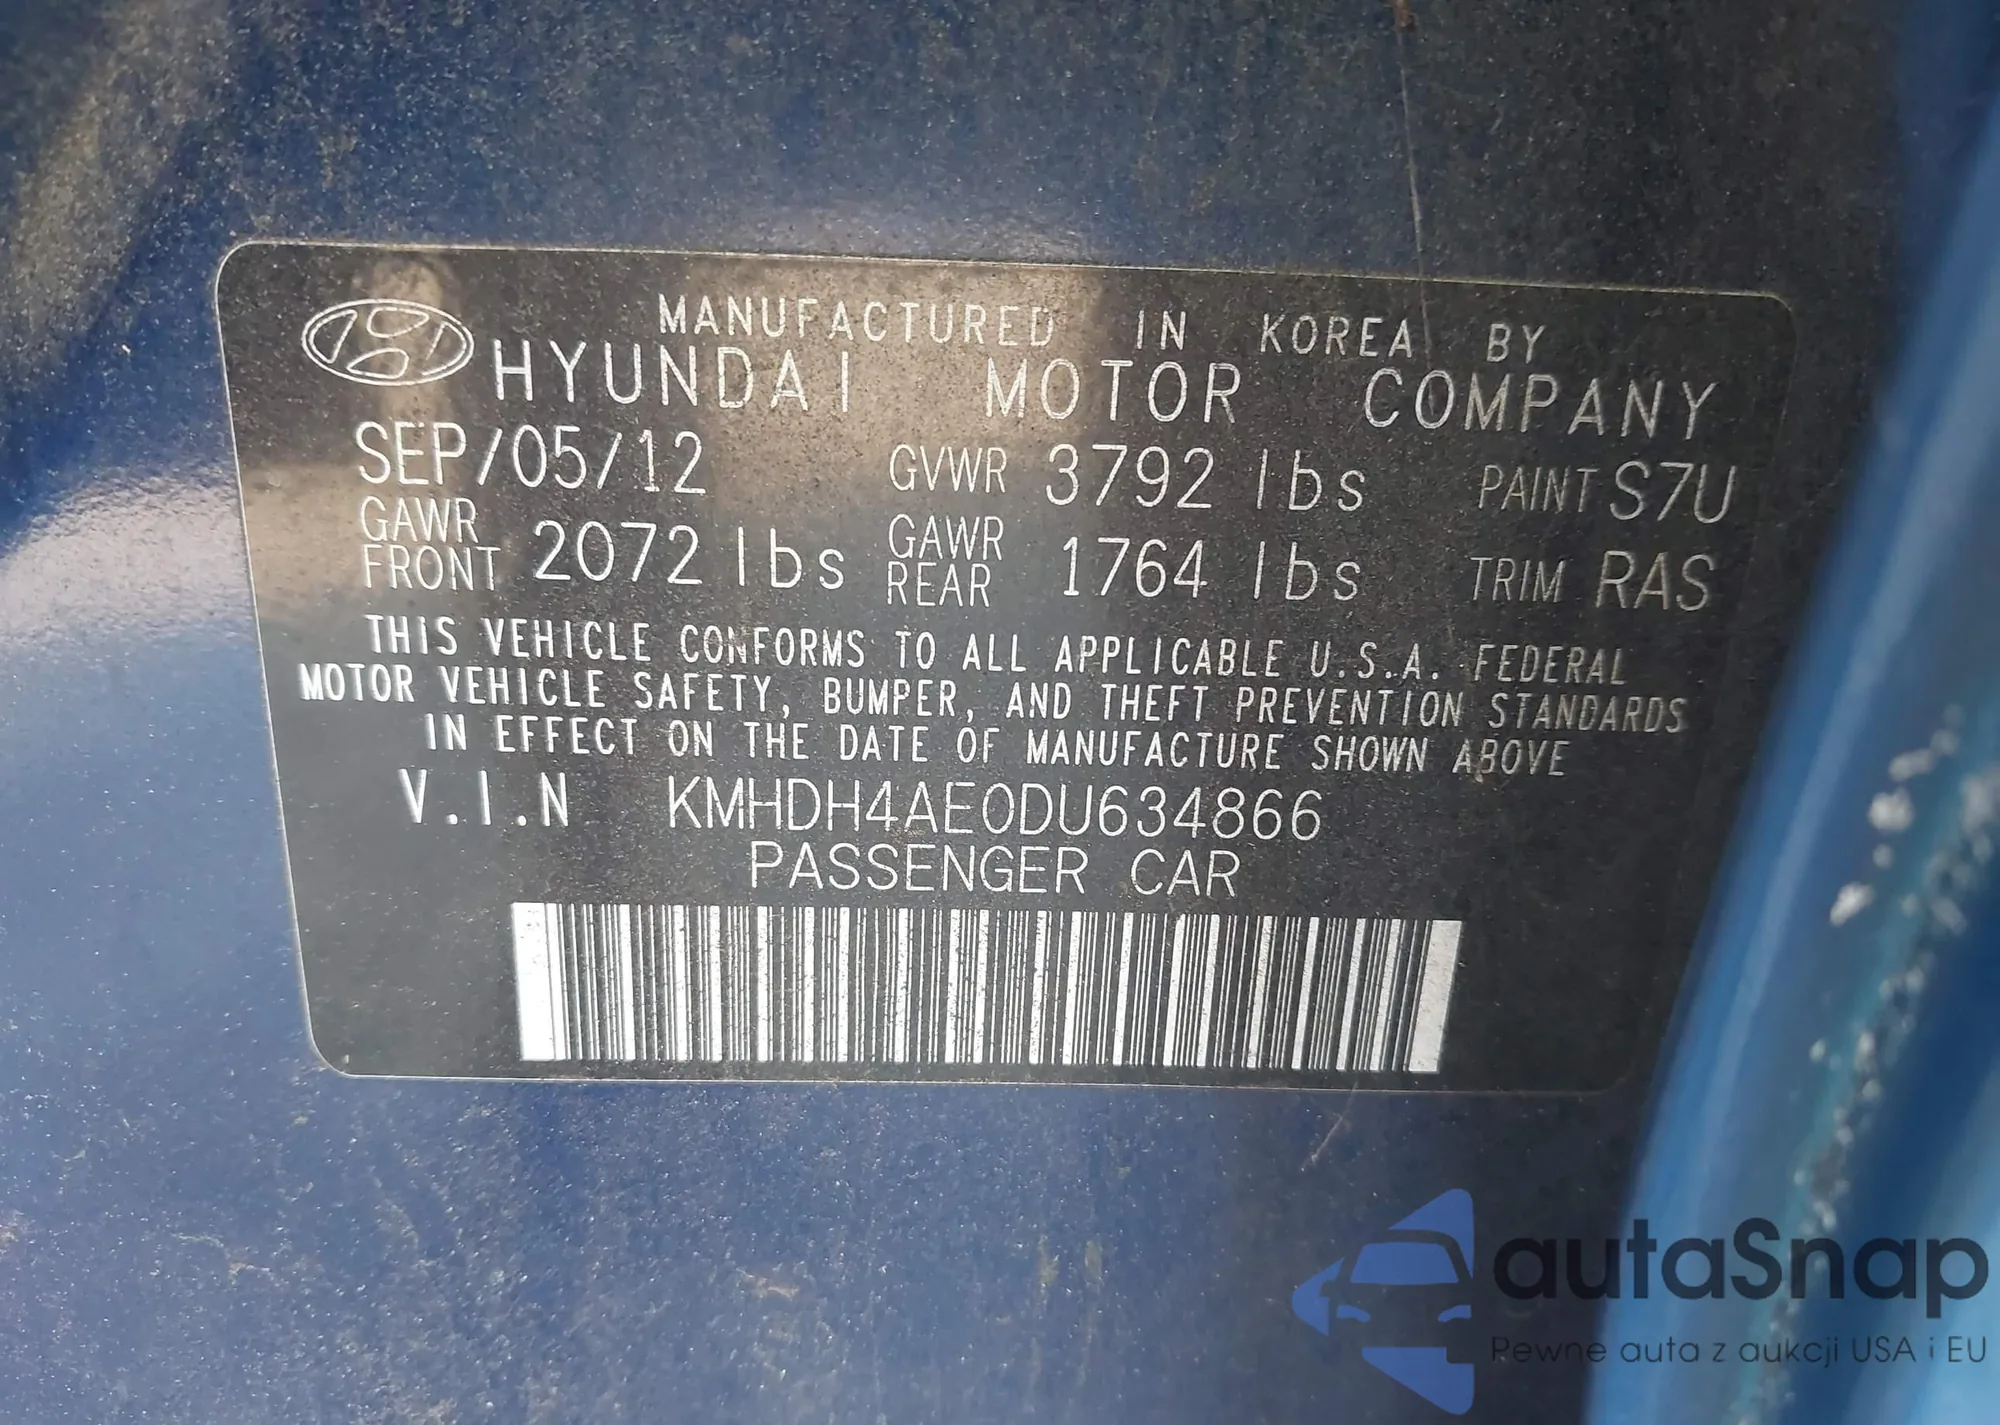 MANUFACTURED IN KOREA BY
HYUNDAI MOTOR COMPANY
SEP/05/12 GVWR 3792 lbs PAINT S7U
GAWR FRONT 2072 lbs GAWR REAR 1764 lbs TRIM RAS
THIS VEHICLE CONFORMS TO ALL APPLICABLE U.S.A. FEDERAL
MOTOR VEHICLE SAFETY, BUMPER, AND THEFT PREVENTION STANDARDS
IN EFFECT ON THE DATE OF MANUFACTURE SHOWN ABOVE
V.I.N KMHDH4AE0DU634866
PASSENGER CAR
autaSnap
Pewne auta z aukcji USA i EU